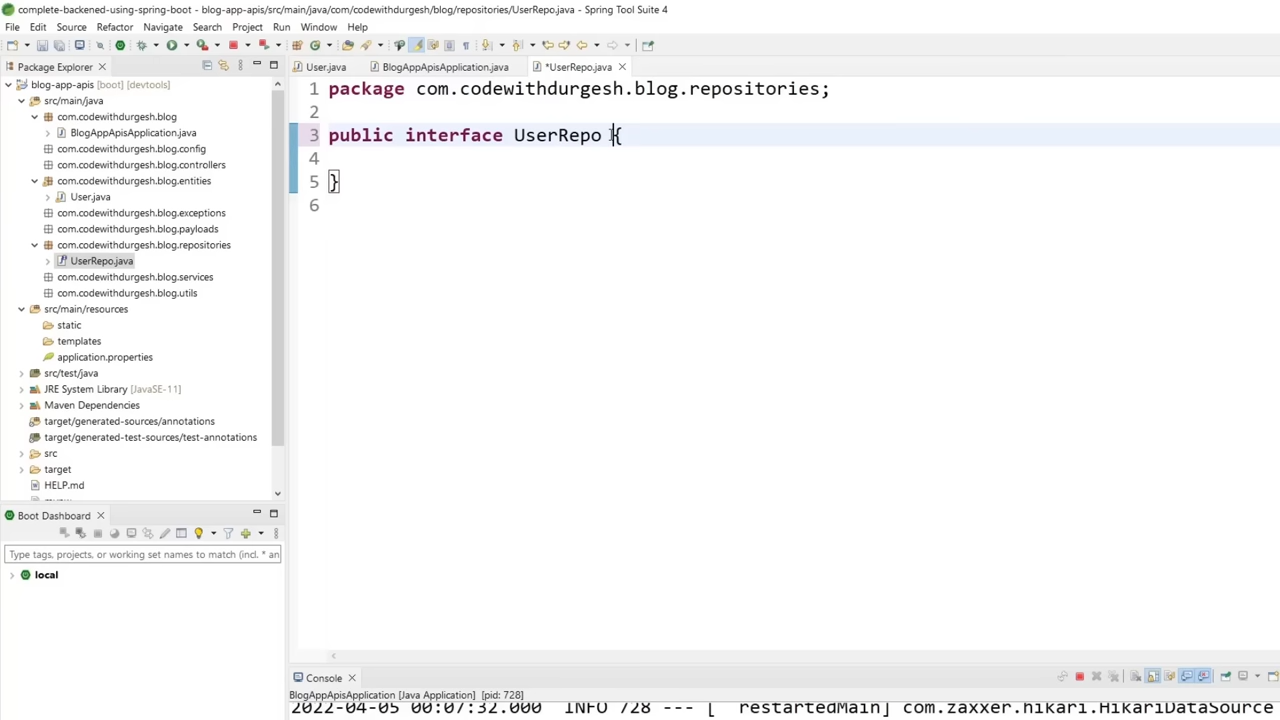 complete-backened-using-spring-boot - blog-app-apis/src/main/java/com/codewithdurgesh/blog/repositories/UserRepo.java - Spring Tool Suite 4
File Edit Source Refactor Navigate Search Project Run Window Help
Package Explorer
User.java BlogAppApisApplication.java *UserRepo.java
blog-app-apis [boot] [devtools]
src/main/java
com.codewithdurgesh.blog
BlogAppApisApplication.java
com.codewithdurgesh.blog.config
com.codewithdurgesh.blog.controllers
com.codewithdurgesh.blog.entities
User.java
com.codewithdurgesh.blog.exceptions
com.codewithdurgesh.blog.payloads
com.codewithdurgesh.blog.repositories
UserRepo.java
com.codewithdurgesh.blog.services
com.codewithdurgesh.blog.utils
src/main/resources
static
templates
application.properties
src/test/java
JRE System Library [JavaSE-11]
Maven Dependencies
target/generated-sources/annotations
target/generated-test-sources/test-annotations
src
target
HELP.md
1 package com.codewithdurgesh.blog.repositories;
2
3 public interface UserRepo {
4
5 }
6
Boot Dashboard
Type tags, projects, or working set names to match (incl. * an
local
Console
BlogAppApisApplication [Java Application] [pid: 728]
2022-04-05 00:07:32.000 INFO 728 --- [ restartedMain] com.zaxxer.hikari.HikariDataSource